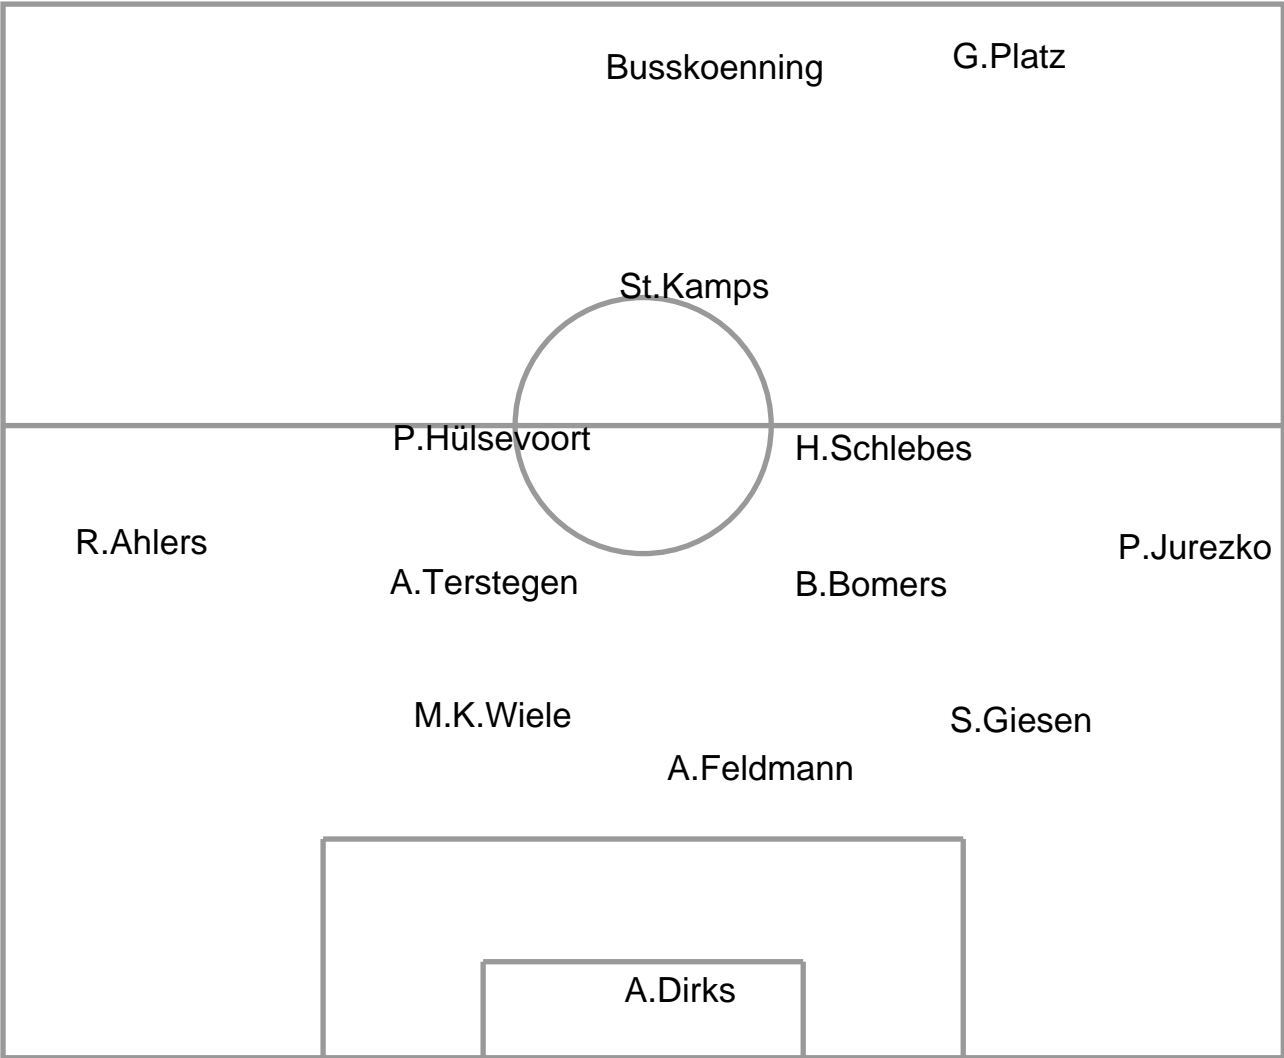 Busskoenning
G.Platz
St.Kamps
P.Hülsevoort
H.Schlebes
R.Ahlers
P.Jurezko
A.Terstegen
B.Bomers
M.K.Wiele
S.Giesen
A.Feldmann
A.Dirks